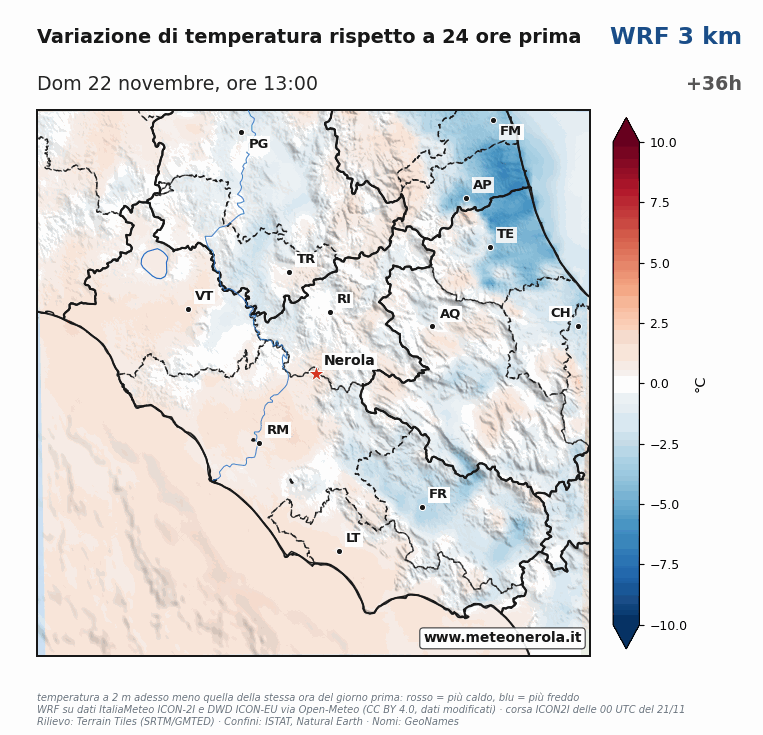 Variazione di temperatura rispetto a 24 ore prima
WRF 3 km
Dom 22 novembre, ore 13:00
+36h
FM
PG
AP
TE
TR
VT
RI
AQ
CH
Nerola
RM
FR
LT
www.meteonerola.it
10.0
7.5
5.0
2.5
0.0
−2.5
−5.0
−7.5
−10.0
°C
temperatura a 2 m adesso meno quella della stessa ora del giorno prima: rosso = più caldo, blu = più freddo
WRF su dati ItaliaMeteo ICON-2I e DWD ICON-EU via Open-Meteo (CC BY 4.0, dati modificati) · corsa ICON2I delle 00 UTC del 21/11
Rilievo: Terrain Tiles (SRTM/GMTED) · Confini: ISTAT, Natural Earth · Nomi: GeoNames